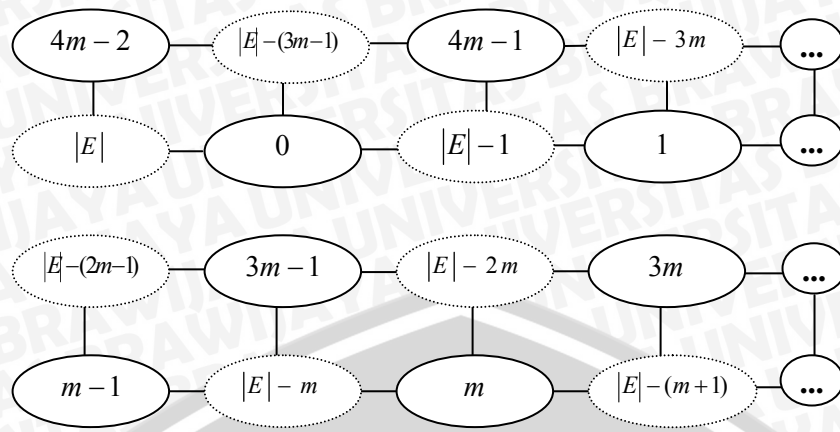 4m − 2 |E| −(3m−1) 4m − 1 |E| − 3m ...
|E| 0 |E| − 1 1 ...
|E| −(2m−1) 3m − 1 |E| − 2m 3m ...
m − 1 |E| − m m |E| − (m+1) ...